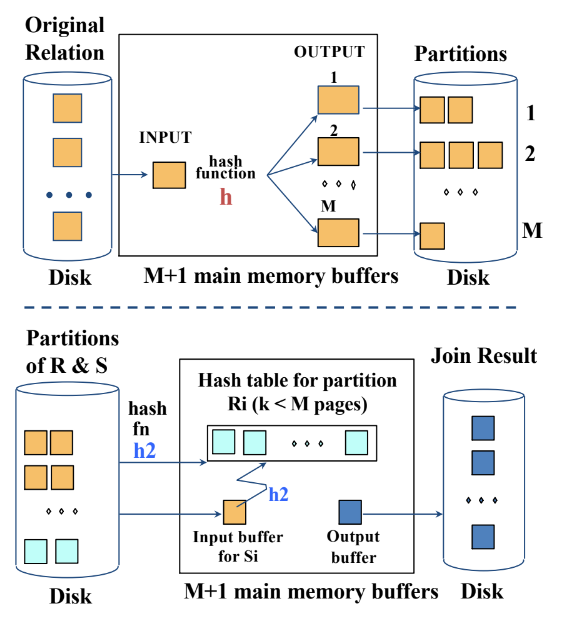 Original
Relation
OUTPUT
Partitions
1
1
INPUT
2
2
hash
function
h
M
M
Disk
M+1 main memory buffers
Disk
Partitions
of R & S
Join Result
Hash table for partition
Ri (k < M pages)
hash
fn
h2
h2
Input buffer
for Si
Output
buffer
Disk
M+1 main memory buffers
Disk